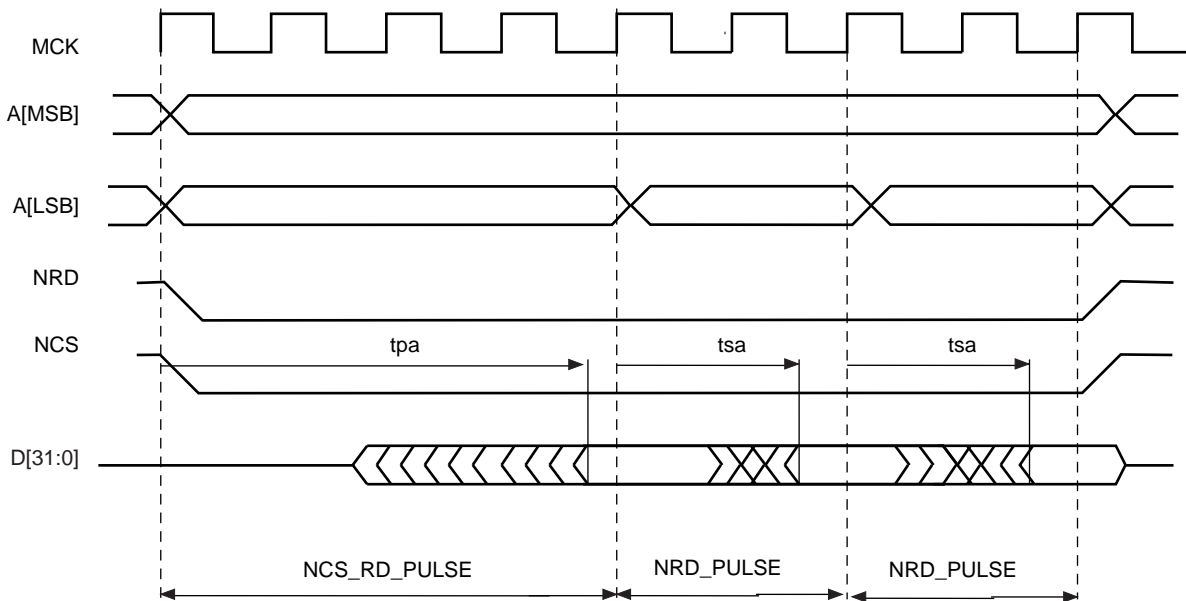 MCK
A[MSB]
A[LSB]
NRD
NCS
tpa tsa tsa
D[31:0]
NCS_RD_PULSE NRD_PULSE NRD_PULSE